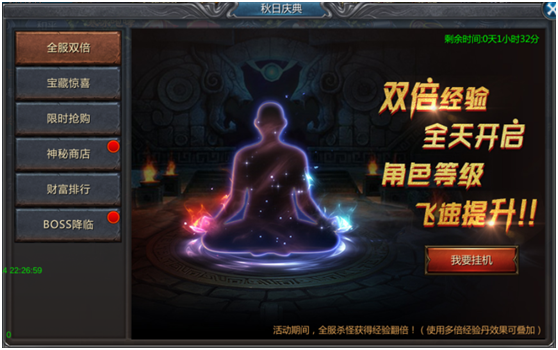 秋日庆典
剩余时间:0天1小时32分
全服双倍
宝藏惊喜
限时抢购
神秘商店
财富排行
BOSS降临
双倍经验
全天开启
角色等级
飞速提升!!
我要挂机
4 22:26:59
0
活动期间，全服杀怪获得经验翻倍！（使用多倍经验丹效果可叠加）